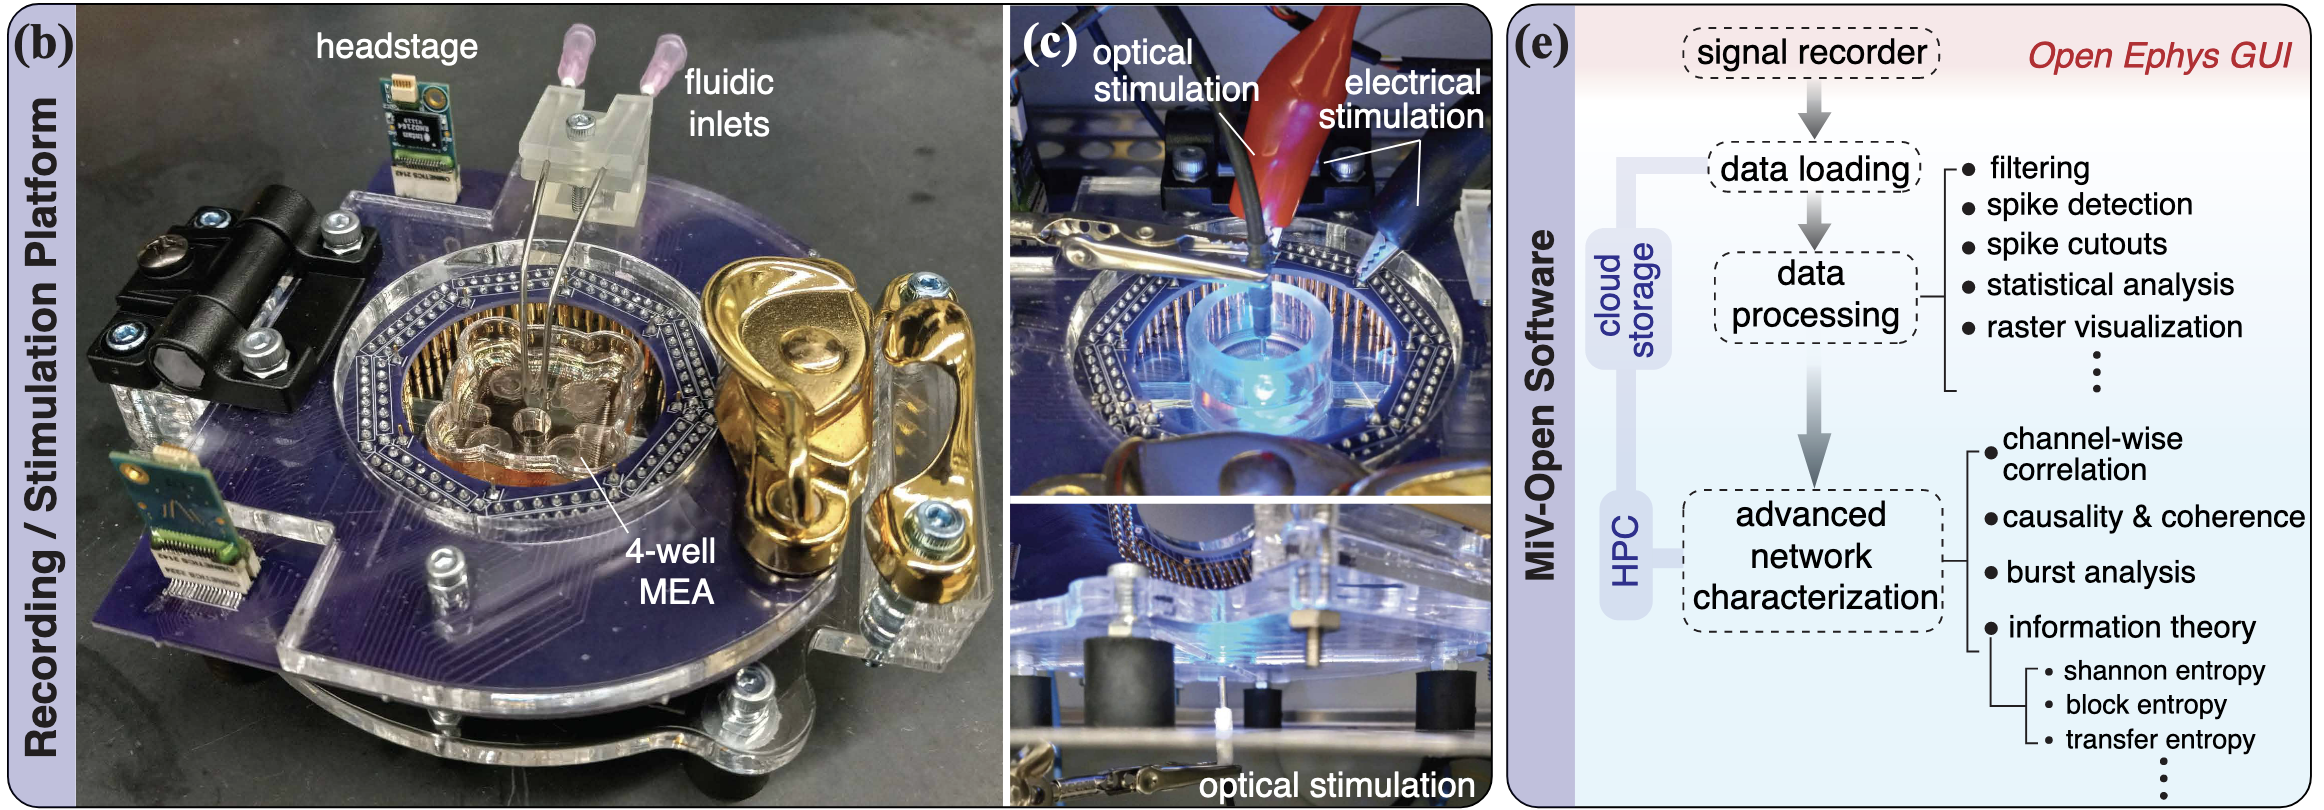 (b)
Recording / Stimulation Platform
headstage
fluidic
inlets
4-well
MEA
(c)
optical
stimulation
electrical
stimulation
optical stimulation
(e)
MiV-Open Software
Open Ephys GUI
signal recorder
data loading
data
processing
advanced
network
characterization
cloud
storage
HPC
• filtering
• spike detection
• spike cutouts
• statistical analysis
• raster visualization
• channel-wise
correlation
• causality & coherence
• burst analysis
• information theory
• shannon entropy
• block entropy
• transfer entropy